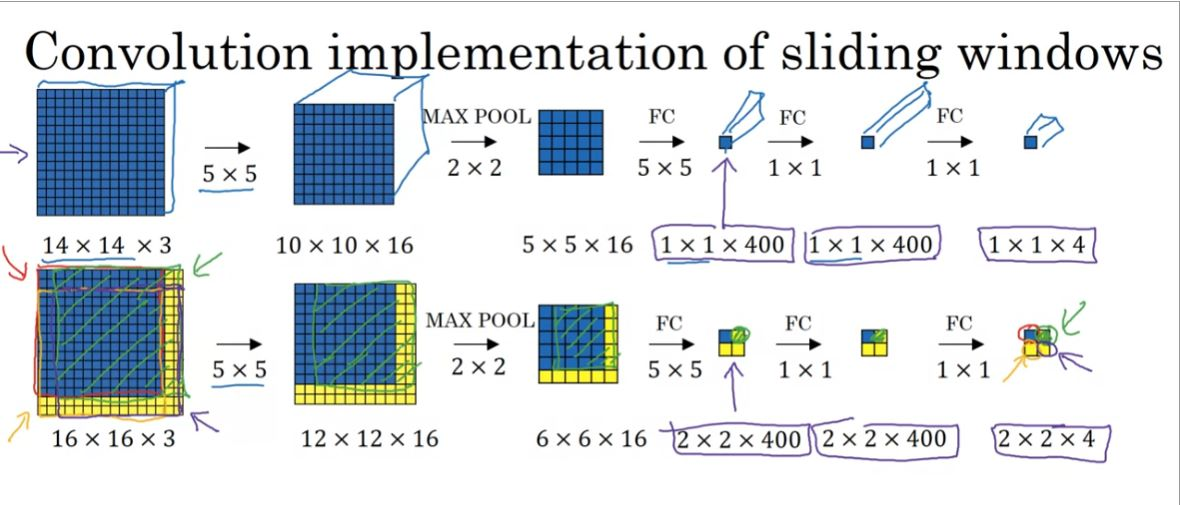 Convolution implementation of sliding windows
MAX POOL FC FC FC
5 × 5 2 × 2 5 × 5 1 × 1 1 × 1
14 × 14 × 3 10 × 10 × 16 5 × 5 × 16 1 × 1 × 400 1 × 1 × 400 1 × 1 × 4
MAX POOL FC FC FC
5 × 5 2 × 2 5 × 5 1 × 1 1 × 1
16 × 16 × 3 12 × 12 × 16 6 × 6 × 16 2 × 2 × 400 2 × 2 × 400 2 × 2 × 4